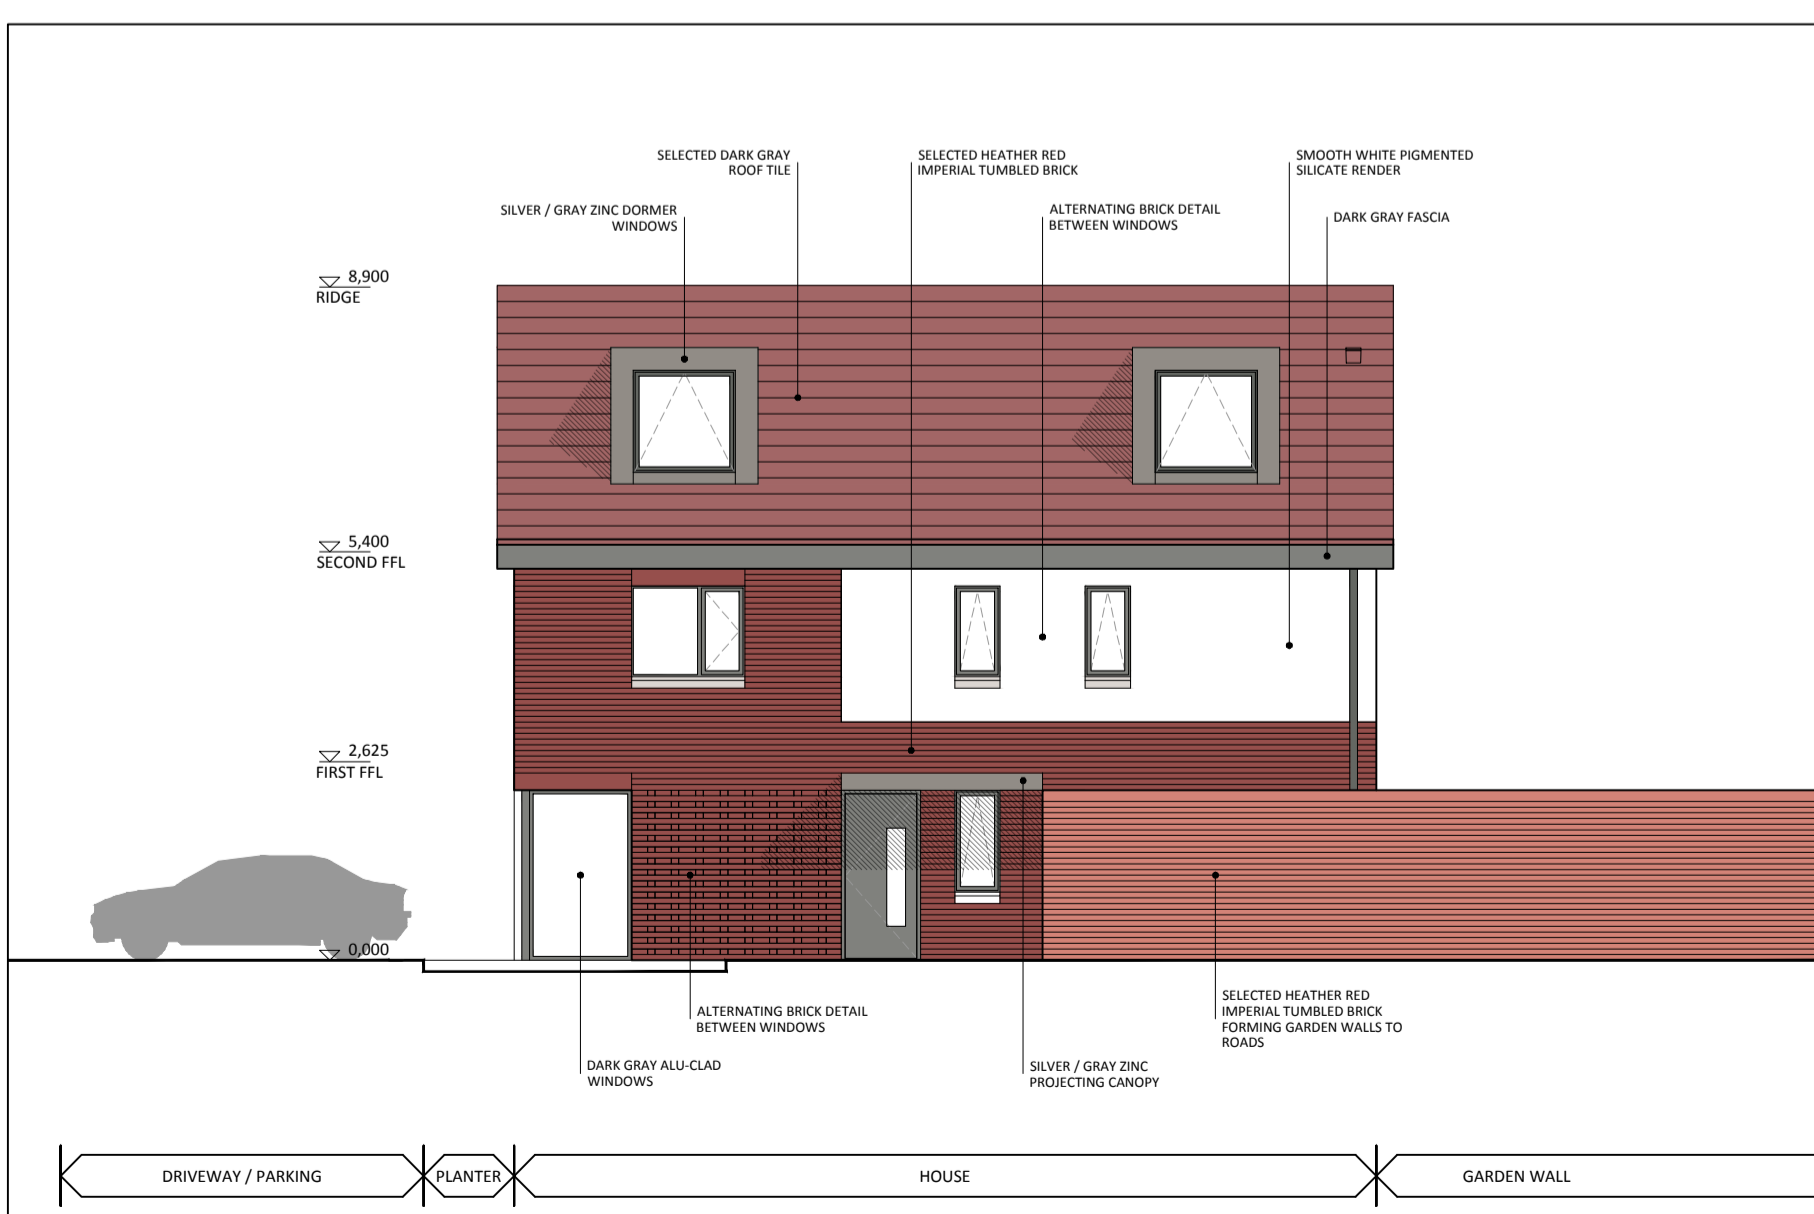 SELECTED DARK GRAY
ROOF TILE
SELECTED HEATHER RED
IMPERIAL TUMBLED BRICK
SMOOTH WHITE PIGMENTED
SILICATE RENDER
SILVER / GRAY ZINC DORMER
WINDOWS
ALTERNATING BRICK DETAIL
BETWEEN WINDOWS
DARK GRAY FASCIA
8,900
RIDGE
5,400
SECOND FFL
2,625
FIRST FFL
0,000
ALTERNATING BRICK DETAIL
BETWEEN WINDOWS
SELECTED HEATHER RED
IMPERIAL TUMBLED BRICK
FORMING GARDEN WALLS TO
ROADS
DARK GRAY ALU-CLAD
WINDOWS
SILVER / GRAY ZINC
PROJECTING CANOPY
DRIVEWAY / PARKING
PLANTER
HOUSE
GARDEN WALL